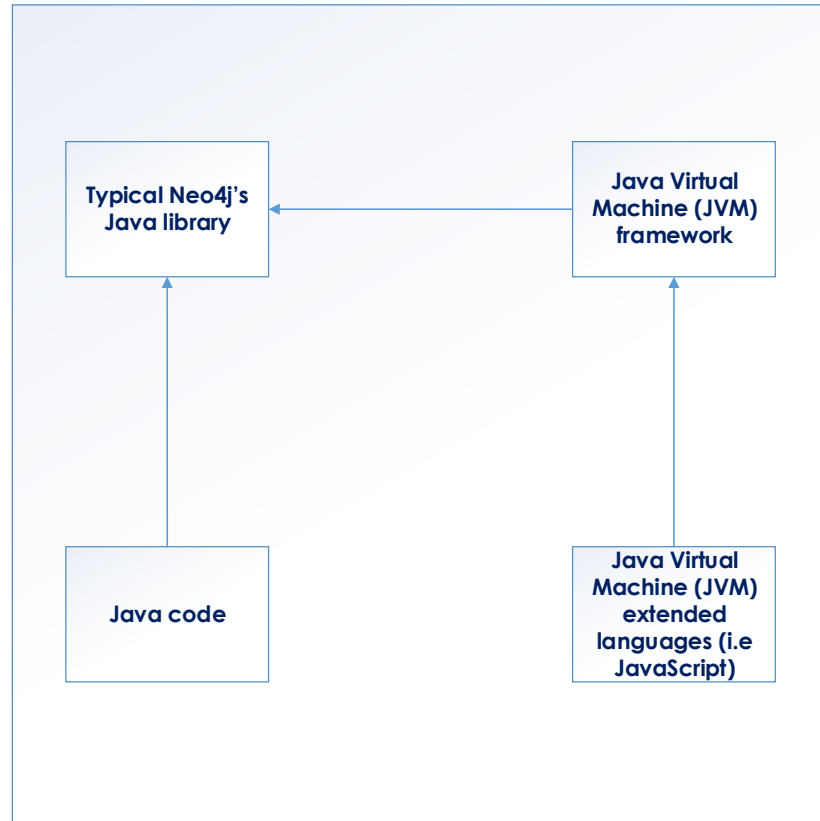 Typical Neo4j’s
Java library
Java Virtual
Machine (JVM)
framework
Java code
Java Virtual
Machine (JVM)
extended
languages (i.e
JavaScript)